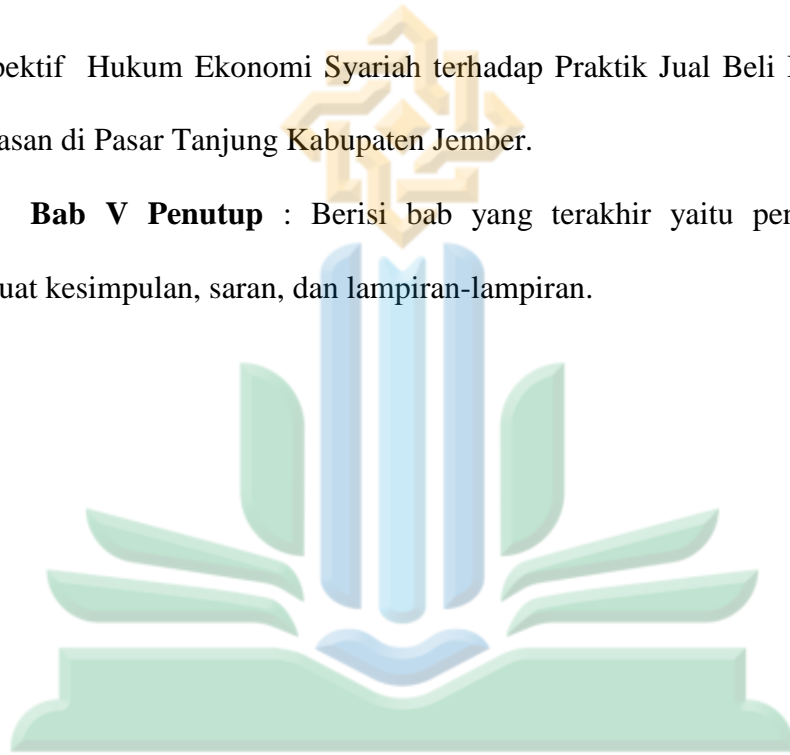 pektif Hukum Ekonomi Syariah terhadap Praktik Jual Beli
asan di Pasar Tanjung Kabupaten Jember.
Bab V Penutup : Berisi bab yang terakhir yaitu per
uat kesimpulan, saran, dan lampiran-lampiran.